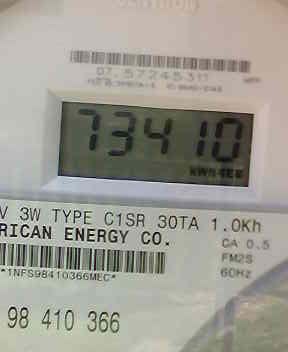 07.57245311
73410
V 3W TYPE C1SR 30TA 1.0Kh
RICAN ENERGY CO.
CA 0.5
FM2S
60Hz
*1NFS98410366MEC*
98 410 366